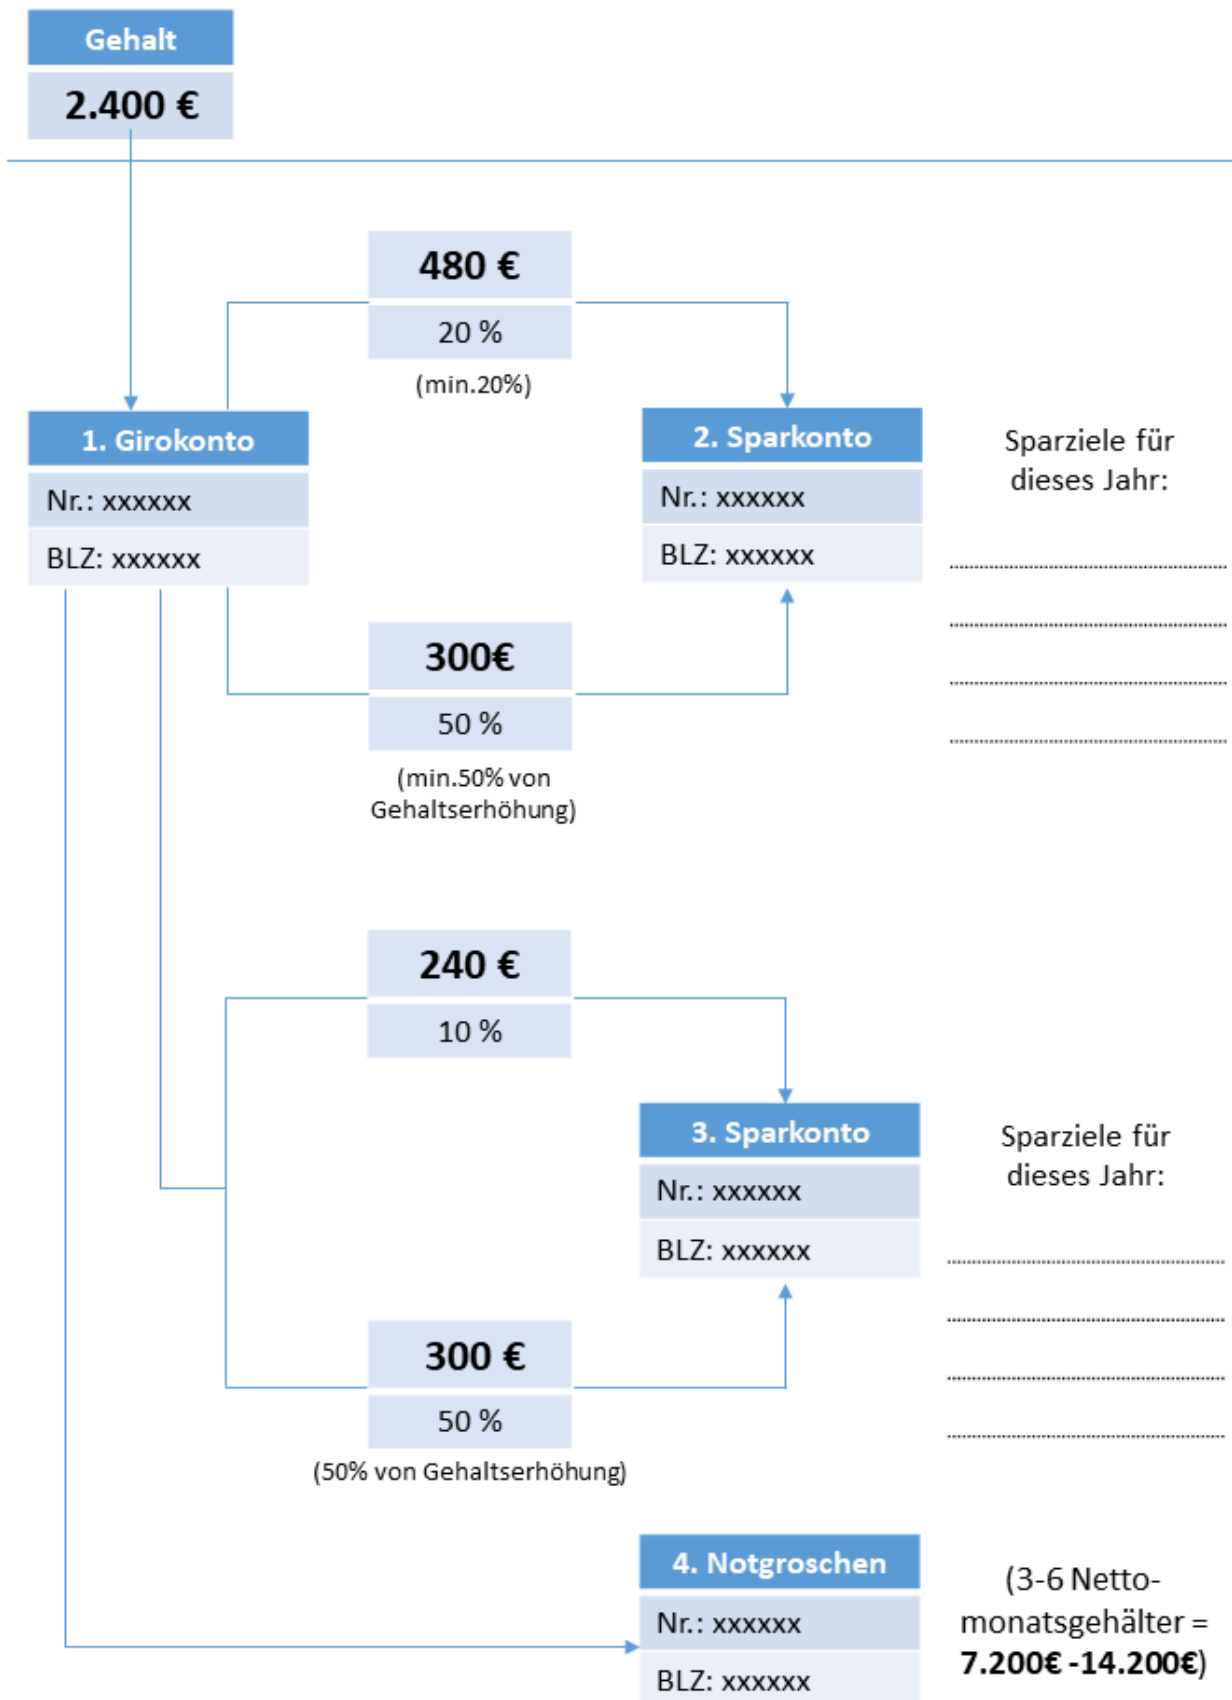 Gehalt
2.400 €
480 €
20 %
(min.20%)
1. Girokonto
Nr.: xxxxxx
BLZ: xxxxxx
2. Sparkonto
Nr.: xxxxxx
BLZ: xxxxxx
Sparziele für
dieses Jahr:
300€
50 %
(min.50% von
Gehaltserhöhung)
240 €
10 %
3. Sparkonto
Nr.: xxxxxx
BLZ: xxxxxx
Sparziele für
dieses Jahr:
300 €
50 %
(50% von Gehaltserhöhung)
4. Notgroschen
Nr.: xxxxxx
BLZ: xxxxxx
(3-6 Netto-
monatsgehälter =
7.200€ -14.200€)